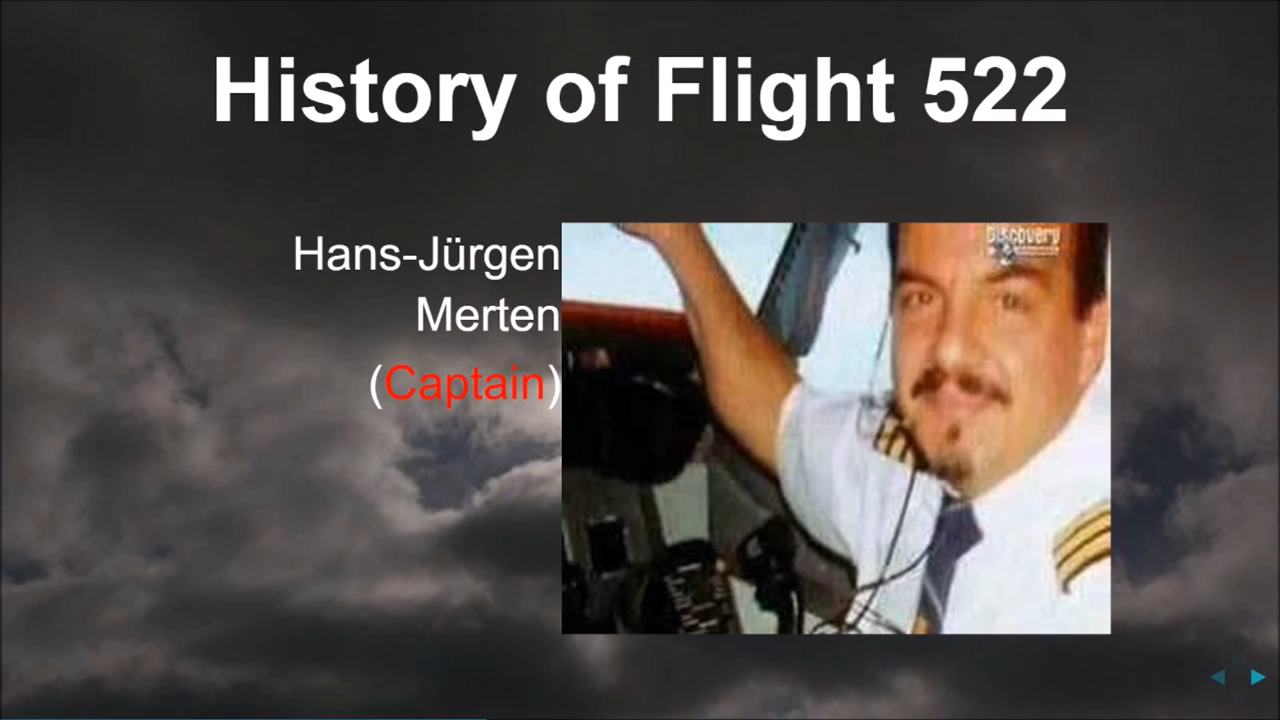 History of Flight 522
Hans-Jürgen
Merten
(Captain)
Discovery